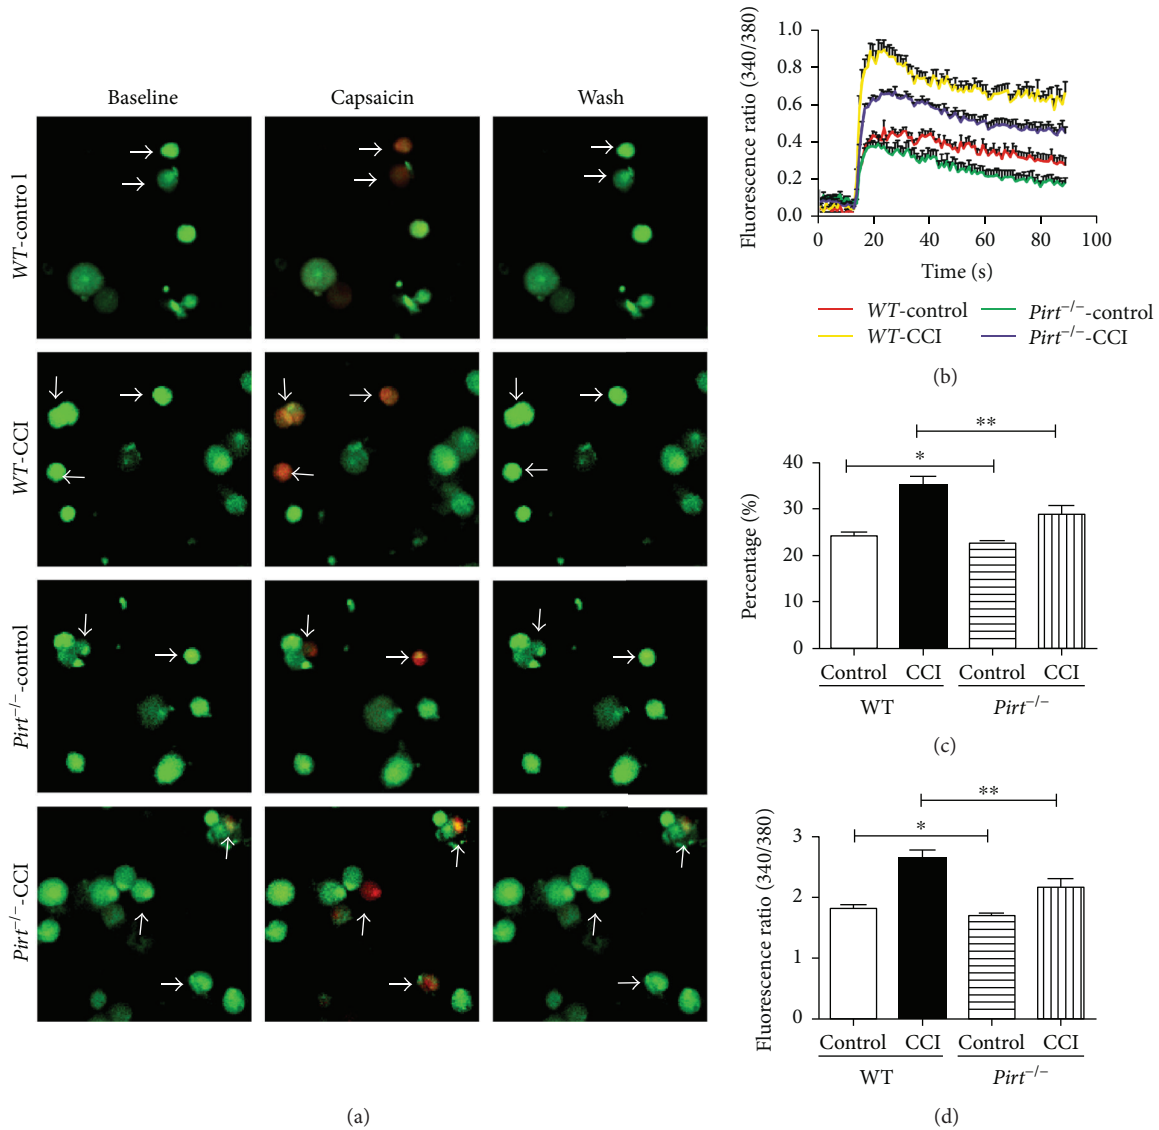 Baseline Capsaicin Wash
WT-control
WT-CCI
Pirt−/−-control
Pirt−/−-CCI
(a)
Fluorescence ratio (340/380)
1.0
0.8
0.6
0.4
0.2
0.0
0 20 40 60 80 100
Time (s)
WT-control Pirt−/−-control
WT-CCI Pirt−/−-CCI
(b)
**
*
Percentage (%)
40
30
20
10
0
Control CCI Control CCI
WT Pirt−/−
(c)
**
*
Fluorescence ratio (340/380)
3
2
1
0
Control CCI Control CCI
WT Pirt−/−
(d)